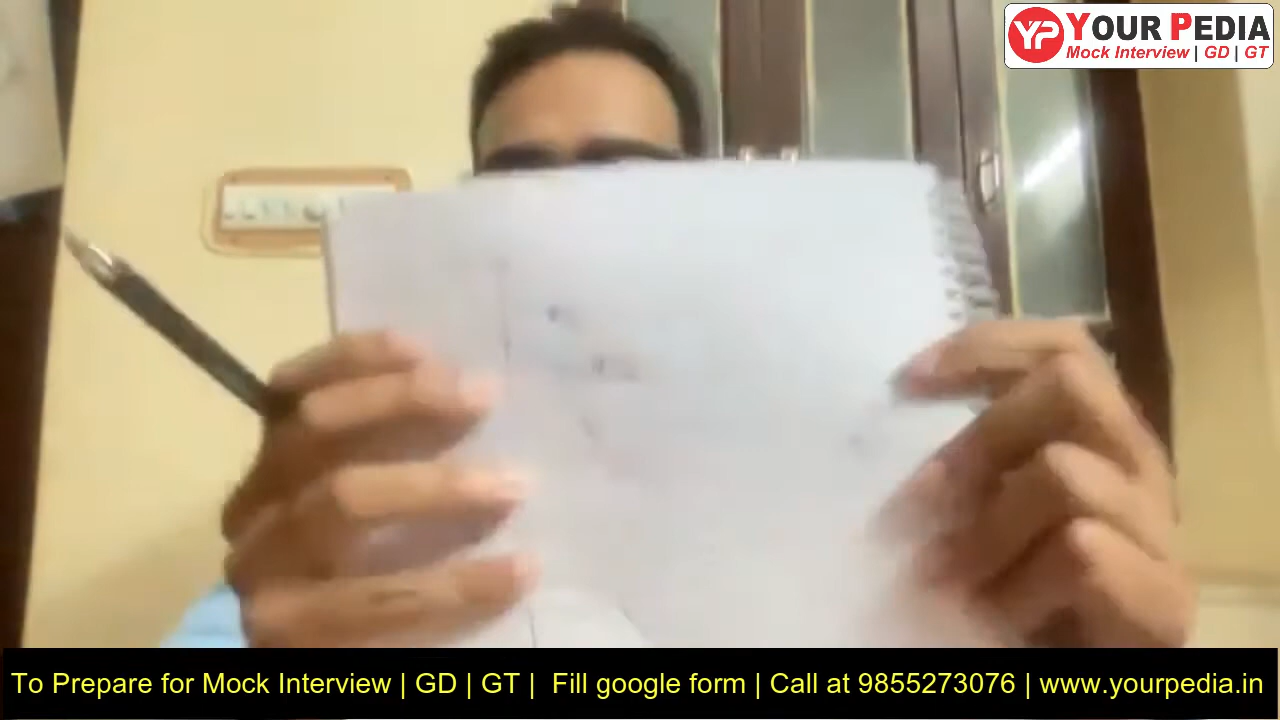 YP YOUR PEDIA
Mock Interview | GD | GT
To Prepare for Mock Interview | GD | GT | Fill google form | Call at 9855273076 | www.yourpedia.in